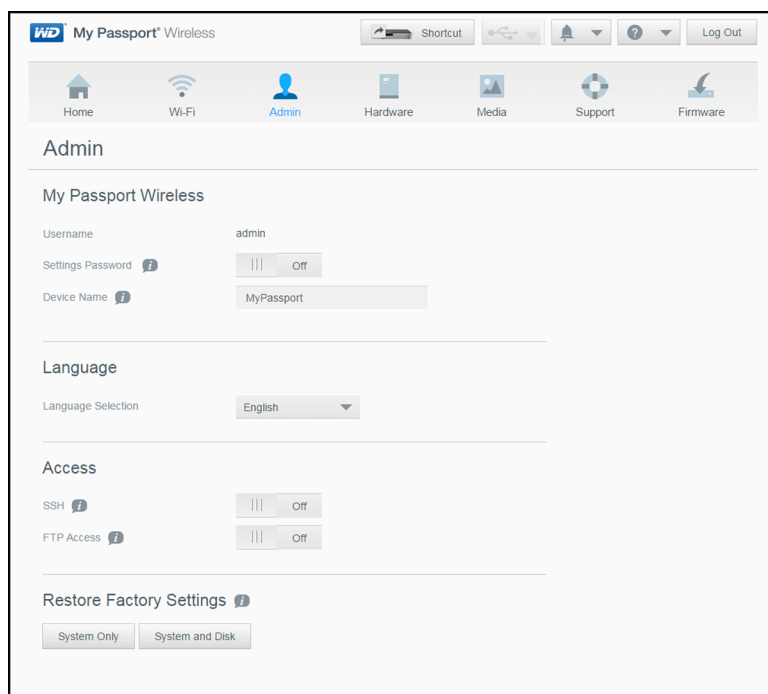 WD My Passport® Wireless
Shortcut
Log Out
Home
Wi-Fi
Admin
Hardware
Media
Support
Firmware
Admin
My Passport Wireless
Username admin
Settings Password i Off
Device Name i MyPassport
Language
Language Selection English
Access
SSH i Off
FTP Access i Off
Restore Factory Settings i
System Only
System and Disk